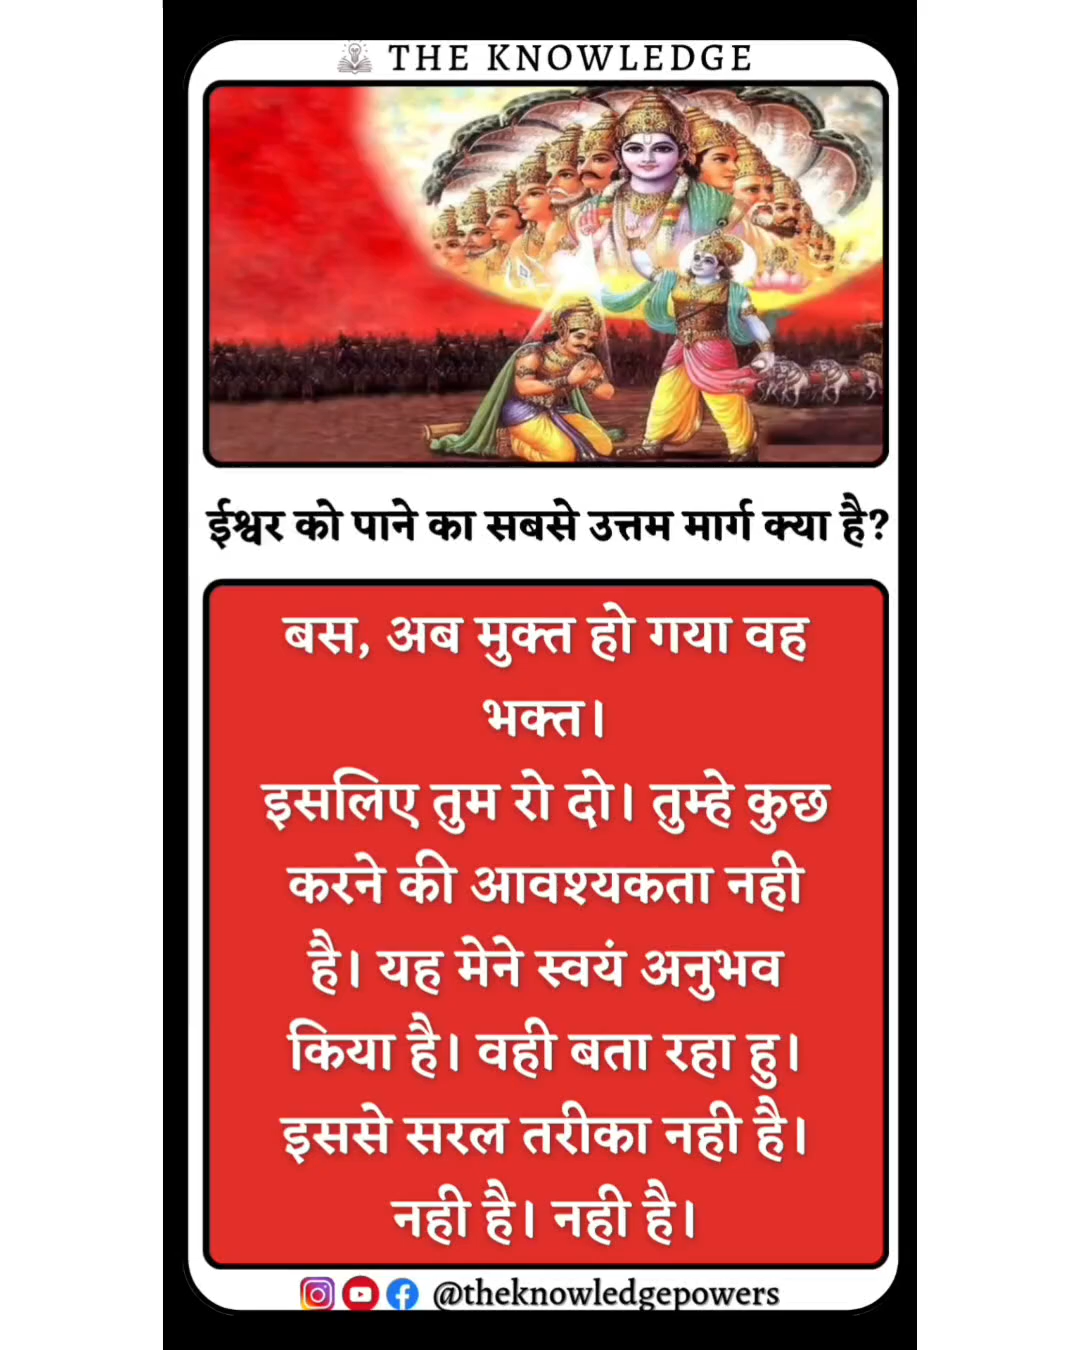 THE KNOWLEDGE
ईश्वर को पाने का सबसे उत्तम मार्ग क्या है?
बस, अब मुक्त हो गया वह
भक्त।
इसलिए तुम रो दो। तुम्हे कुछ
करने की आवश्यकता नही
है। यह मेने स्वयं अनुभव
किया है। वही बता रहा हु।
इससे सरल तरीका नही है।
नही है। नही है।
@theknowledgepowers